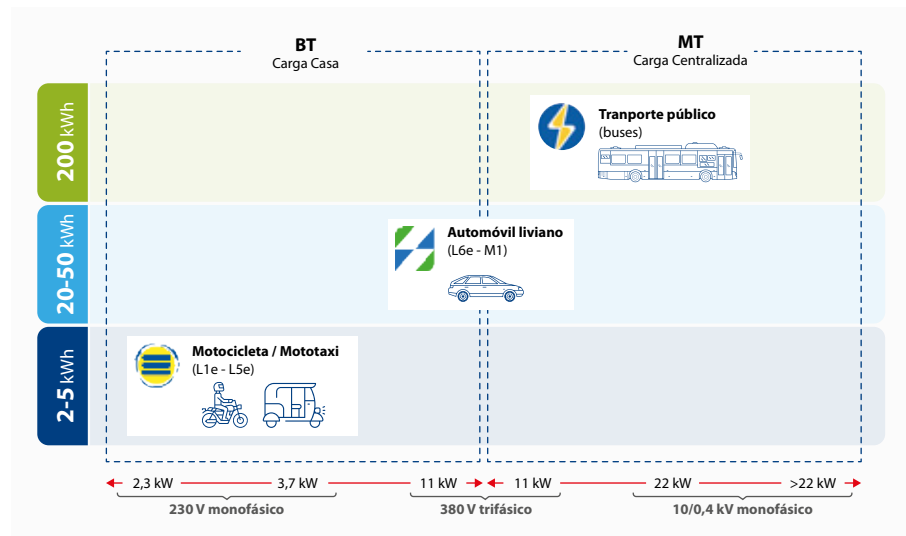 BT
Carga Casa
MT
Carga Centralizada
200 kWh
Tranporte público
(buses)
20-50 kWh
Automóvil liviano
(L6e - M1)
2-5 kWh
Motocicleta / Mototaxi
(L1e - L5e)
2,3 kW 3,7 kW 11 kW 11 kW 22 kW >22 kW
230 V monofásico 380 V trifásico 10/0,4 kV monofásico